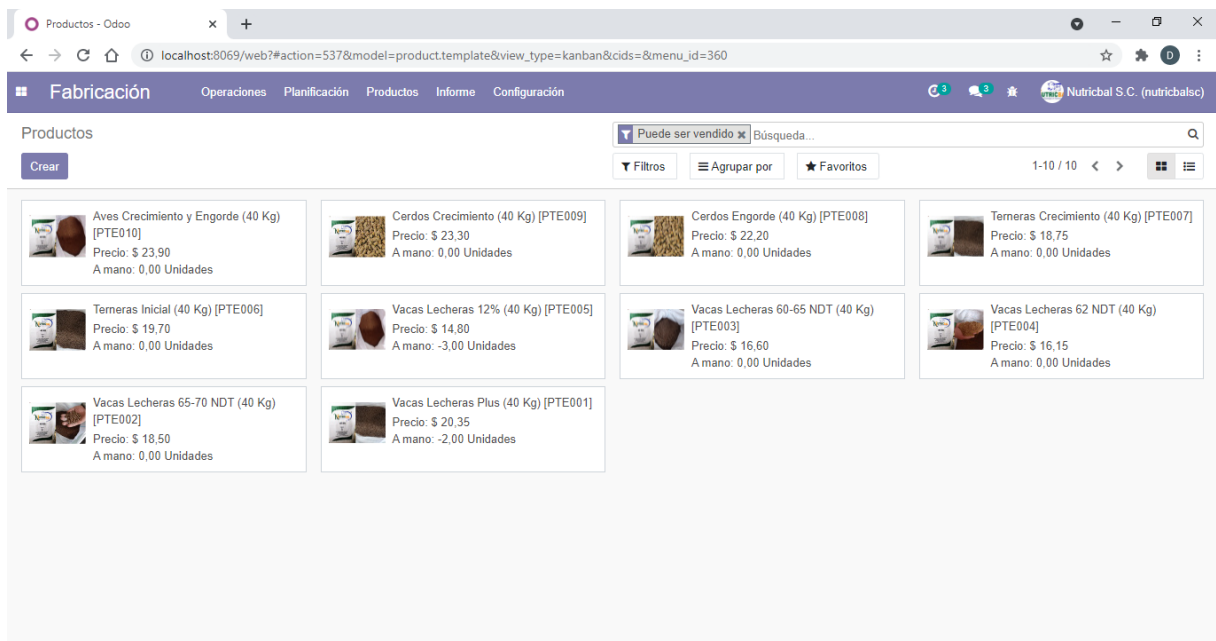 Productos - Odoo
localhost:8069/web?#action=537&model=product.template&view_type=kanban&cids=&menu_id=360
D
Fabricación
Operaciones
Planificación
Productos
Informe
Configuración
3
3
Nutricbal S.C. (nutricbalsc)
Productos
Puede ser vendido
Búsqueda...
Crear
Filtros
Agrupar por
Favoritos
1-10 / 10
Aves Crecimiento y Engorde (40 Kg)
[PTE010]
Precio: $ 23,90
A mano: 0,00 Unidades
Cerdos Crecimiento (40 Kg) [PTE009]
Precio: $ 23,30
A mano: 0,00 Unidades
Cerdos Engorde (40 Kg) [PTE008]
Precio: $ 22,20
A mano: 0,00 Unidades
Terneras Crecimiento (40 Kg) [PTE007]
Precio: $ 18,75
A mano: 0,00 Unidades
Terneras Inicial (40 Kg) [PTE006]
Precio: $ 19,70
A mano: 0,00 Unidades
Vacas Lecheras 12% (40 Kg) [PTE005]
Precio: $ 14,80
A mano: -3,00 Unidades
Vacas Lecheras 60-65 NDT (40 Kg)
[PTE003]
Precio: $ 16,60
A mano: 0,00 Unidades
Vacas Lecheras 62 NDT (40 Kg)
[PTE004]
Precio: $ 16,15
A mano: 0,00 Unidades
Vacas Lecheras 65-70 NDT (40 Kg)
[PTE002]
Precio: $ 18,50
A mano: 0,00 Unidades
Vacas Lecheras Plus (40 Kg) [PTE001]
Precio: $ 20,35
A mano: -2,00 Unidades